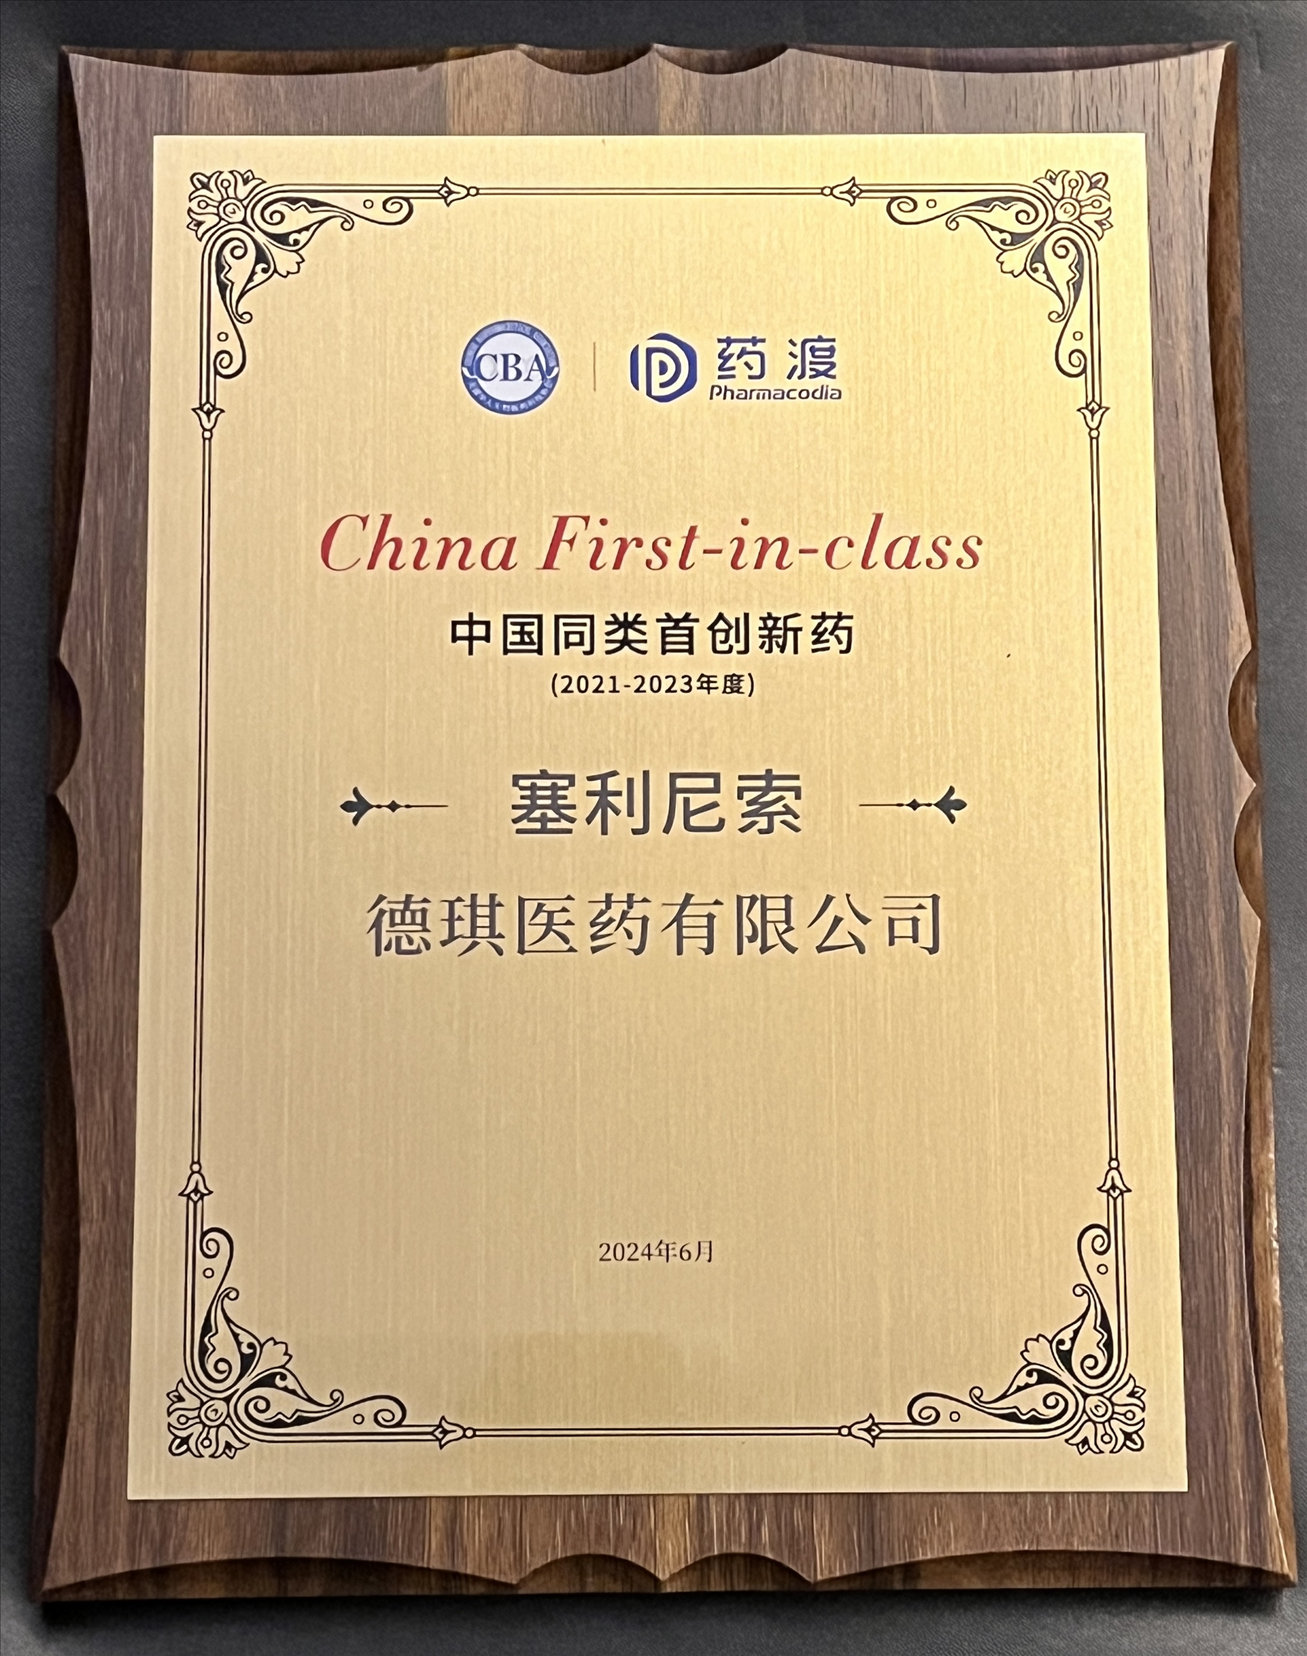 CBA
药渡
Pharmacodia
China First-in-class
中国同类首创新药
(2021-2023年度)
塞利尼索
德琪医药有限公司
2024年6月